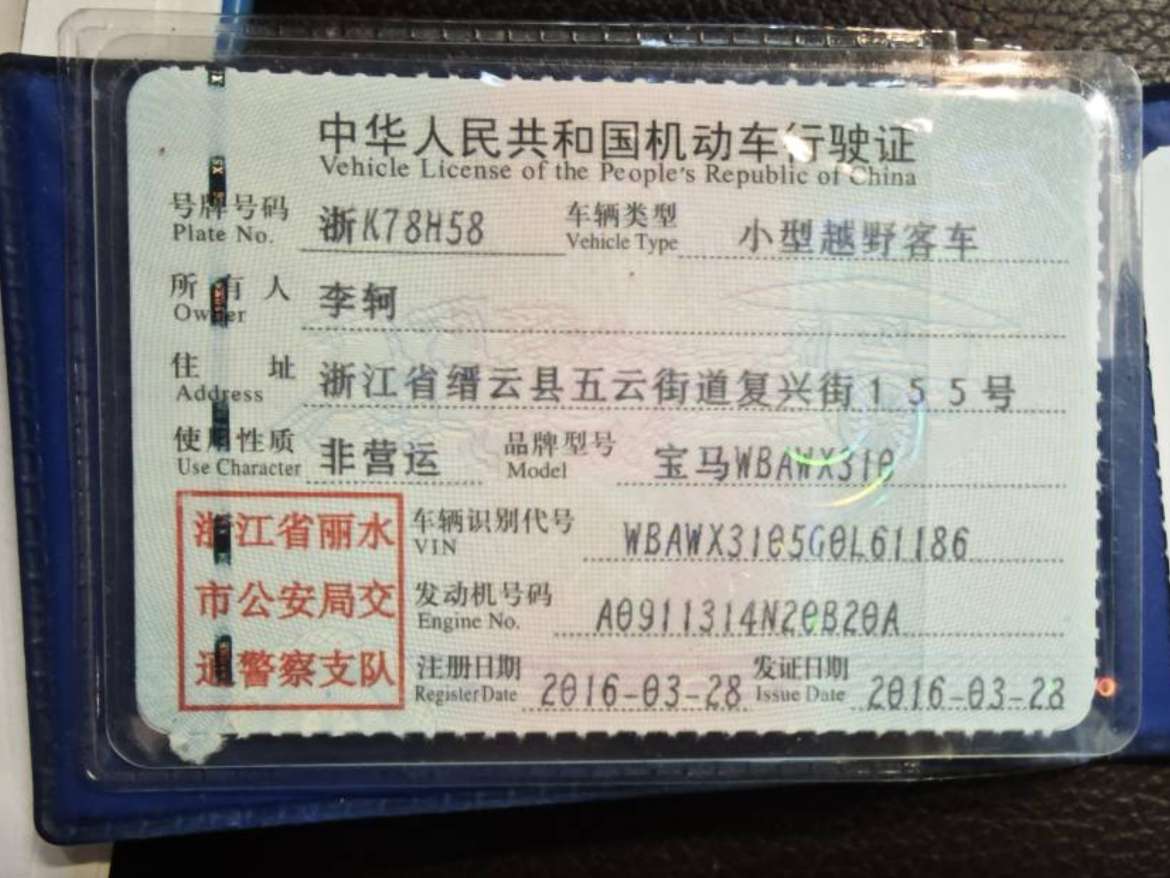 中华人民共和国机动车行驶证
Vehicle License of the People's Republic of China
号牌号码 浙K78H58 车辆类型 小型越野客车
Plate No. Vehicle Type
所有人 李轲
Owner
住址 浙江省缙云县五云街道复兴街155号
Address
使用性质 非营运 品牌型号 宝马WBAWX310
Use Character Model
浙江省丽水
市公安局交
通警察支队
车辆识别代号 WBAWX3105G0L61186
VIN
发动机号码 A0911314N20B20A
Engine No.
注册日期 2016-03-28 发证日期 2016-03-28
Register Date Issue Date